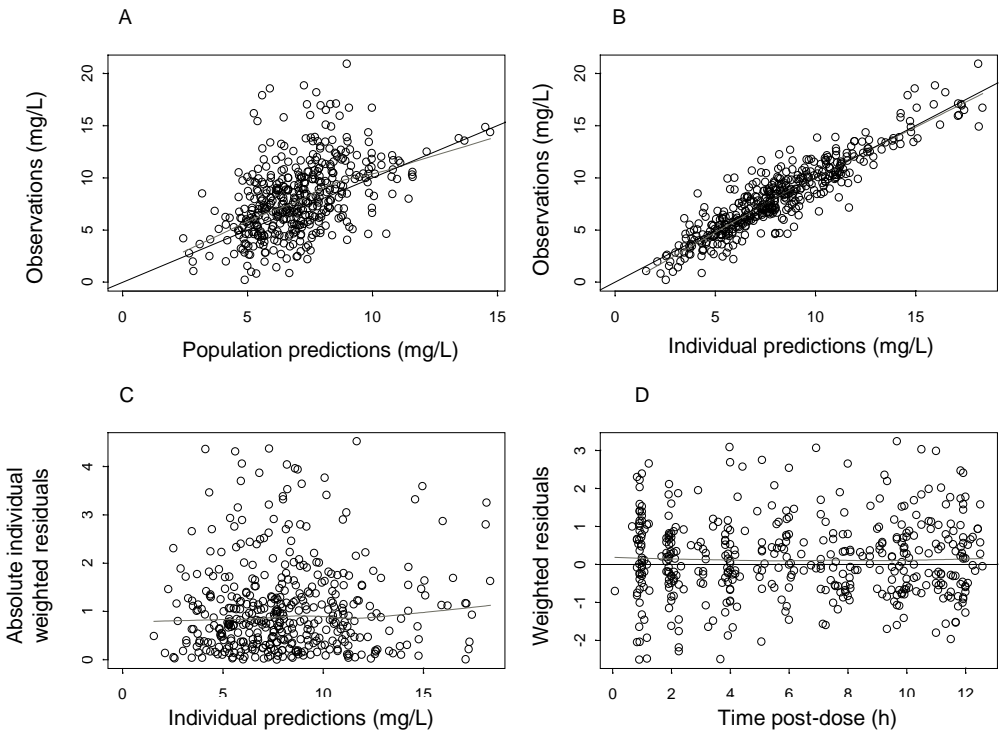 A
Observations (mg/L)
20
15
10
5
0
0 5 10 15
Population predictions (mg/L)
B
Observations (mg/L)
20
15
10
5
0
0 5 10 15
Individual predictions (mg/L)
C
Absolute individual
weighted residuals
4
3
2
1
0
0 5 10 15
Individual predictions (mg/L)
D
Weighted residuals
3
2
1
0
-1
-2
0 2 4 6 8 10 12
Time post-dose (h)